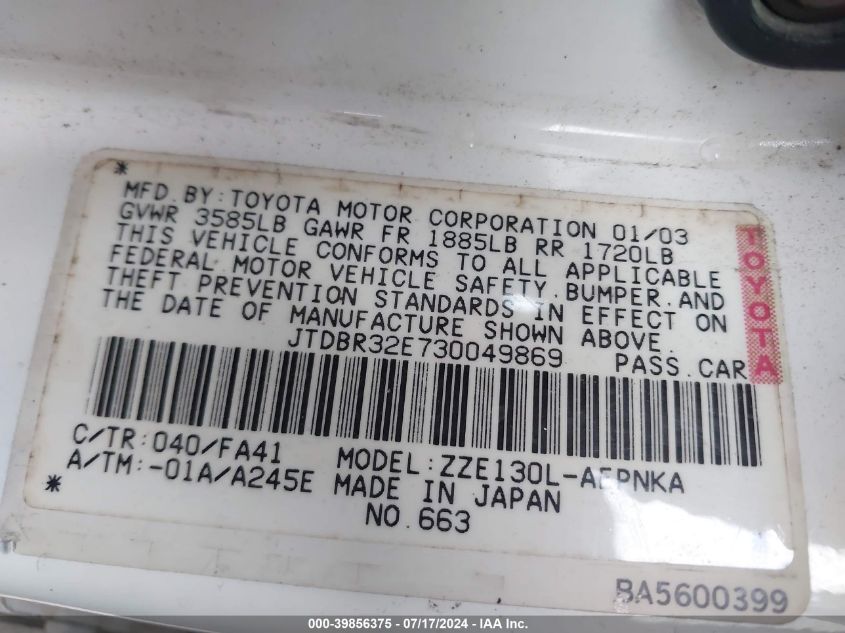 *
MFD.BY:TOYOTA MOTOR CORPORATION 01/03
GVWR 3585LB GAWR FR 1885LB RR 1720LB
THIS VEHICLE CONFORMS TO ALL APPLICABLE
FEDERAL MOTOR VEHICLE SAFETY,BUMPER,AND
THEFT PREVENTION STANDARDS IN EFFECT ON
THE DATE OF MANUFACTURE SHOWN ABOVE.
JTDBR32E730049869 PASS.CAR
TOYOTA
C/TR:040/FA41 MODEL:ZZE130L-AEPNKA
A/TM:-01A/A245E MADE IN JAPAN
*
NO.663
BA5600399
000-39856375 - 07/17/2024 - IAAI.com